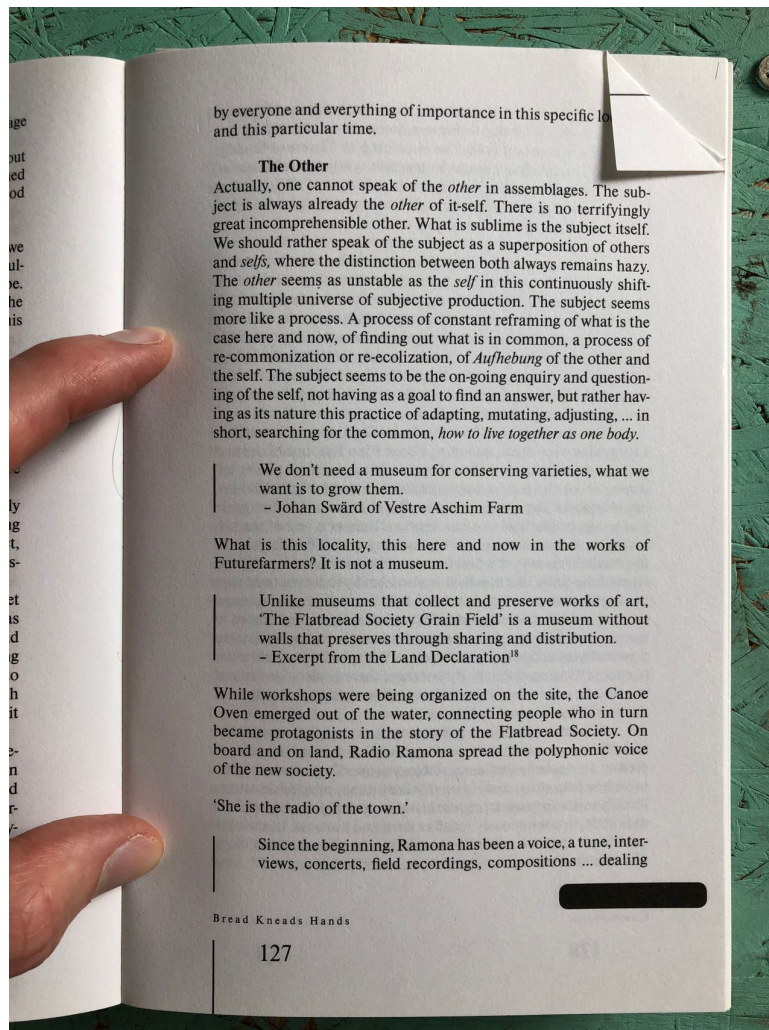 age
by everyone and everything of importance in this specific
and this particular time.
out
ed
od
The Other
Actually, one cannot speak of the other in assemblages. The sub-
ject is always already the other of it-self. There is no terrifyingly
great incomprehensible other. What is sublime is the subject itself.
We should rather speak of the subject as a superposition of others
and selfs, where the distinction between both always remains hazy.
The other seems as unstable as the self in this continuously shift-
ing multiple universe of subjective production. The subject seems
more like a process. A process of constant reframing of what is the
case here and now, of finding out what is in common, a process of
re-commonization or re-ecolization, of Aufhebung of the other and
the self. The subject seems to be the on-going enquiry and question-
ing of the self, not having as a goal to find an answer, but rather hav-
ing as its nature this practice of adapting, mutating, adjusting, ... in
short, searching for the common, how to live together as one body.
We don't need a museum for conserving varieties, what we
want is to grow them.
– Johan Swärd of Vestre Aschim Farm
What is this locality, this here and now in the works of
Futurefarmers? It is not a museum.
Unlike museums that collect and preserve works of art,
‘The Flatbread Society Grain Field’ is a museum without
walls that preserves through sharing and distribution.
– Excerpt from the Land Declaration¹⁸
While workshops were being organized on the site, the Canoe
Oven emerged out of the water, connecting people who in turn
became protagonists in the story of the Flatbread Society. On
board and on land, Radio Ramona spread the polyphonic voice
of the new society.
‘She is the radio of the town.’
Since the beginning, Ramona has been a voice, a tune, inter-
views, concerts, field recordings, compositions ... dealing
Bread Kneads Hands
127